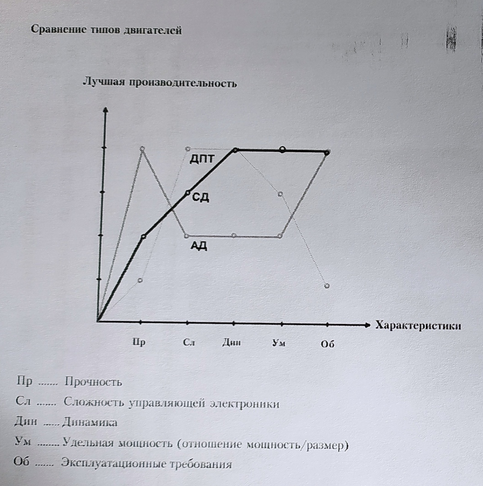 Сравнение типов двигателей
Лучшая производительность
ДПТ
СД
АД
Характеристики
Пр Сл Дин Ум Об
Пр ....... Прочность
Сл ....... Сложность управляющей электроники
Дин ...... Динамика
Ум ........ Удельная мощность (отношение мощность/размер)
Об ....... Эксплуатационные требования